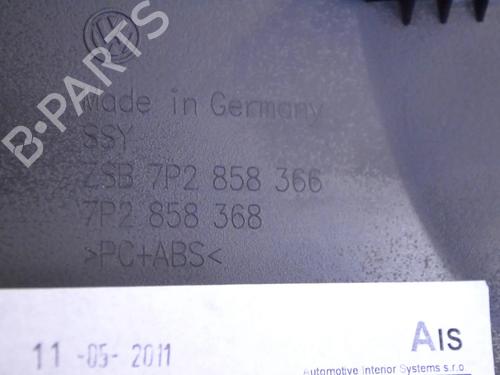 B-PARTS
Made in Germany
SSY
ZSB 7P2 858 366
7P2 858 368
>PC+ABS<
11 -05- 2011
AIS
Automotive Interior Systems s.r.o